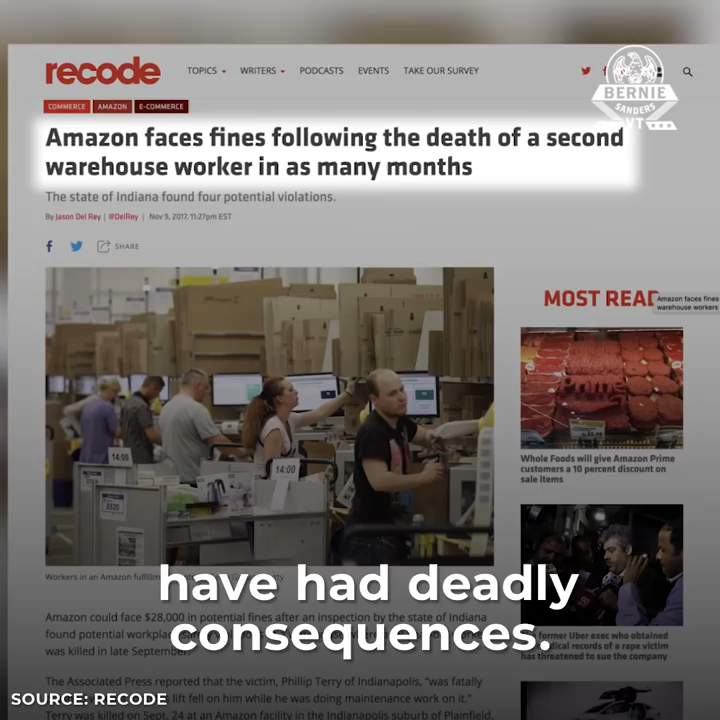 recode
TOPICS WRITERS PODCASTS EVENTS TAKE OUR SURVEY
BERNIE
SANDERS
VT
COMMERCE AMAZON E-COMMERCE
Amazon faces fines following the death of a second
warehouse worker in as many months
The state of Indiana found four potential violations.
By Jason Del Rey | @DelRey | Nov 9, 2017, 11:27pm EST
SHARE
MOST READ
Amazon faces fines
warehouse workers
14:00
14:00
0320
Whole Foods will give Amazon Prime
customers a 10 percent discount on
sale items
Workers in an Amazon
have had deadly
consequences.
Amazon could face $28,000 in potential fines after an inspection by the state of Indiana
found potential
was killed in late September.
former Uber exec who obtained
medical records of a rape victim
has threatened to sue the company
The Associated Press reported that the victim, Phillip Terry of Indianapolis, "was fatally
lift fell on him while he was doing maintenance work on it."
Terry was killed on Sept. 24 at an Amazon facility in the Indianapolis suburb of Plainfield,
SOURCE: RECODE